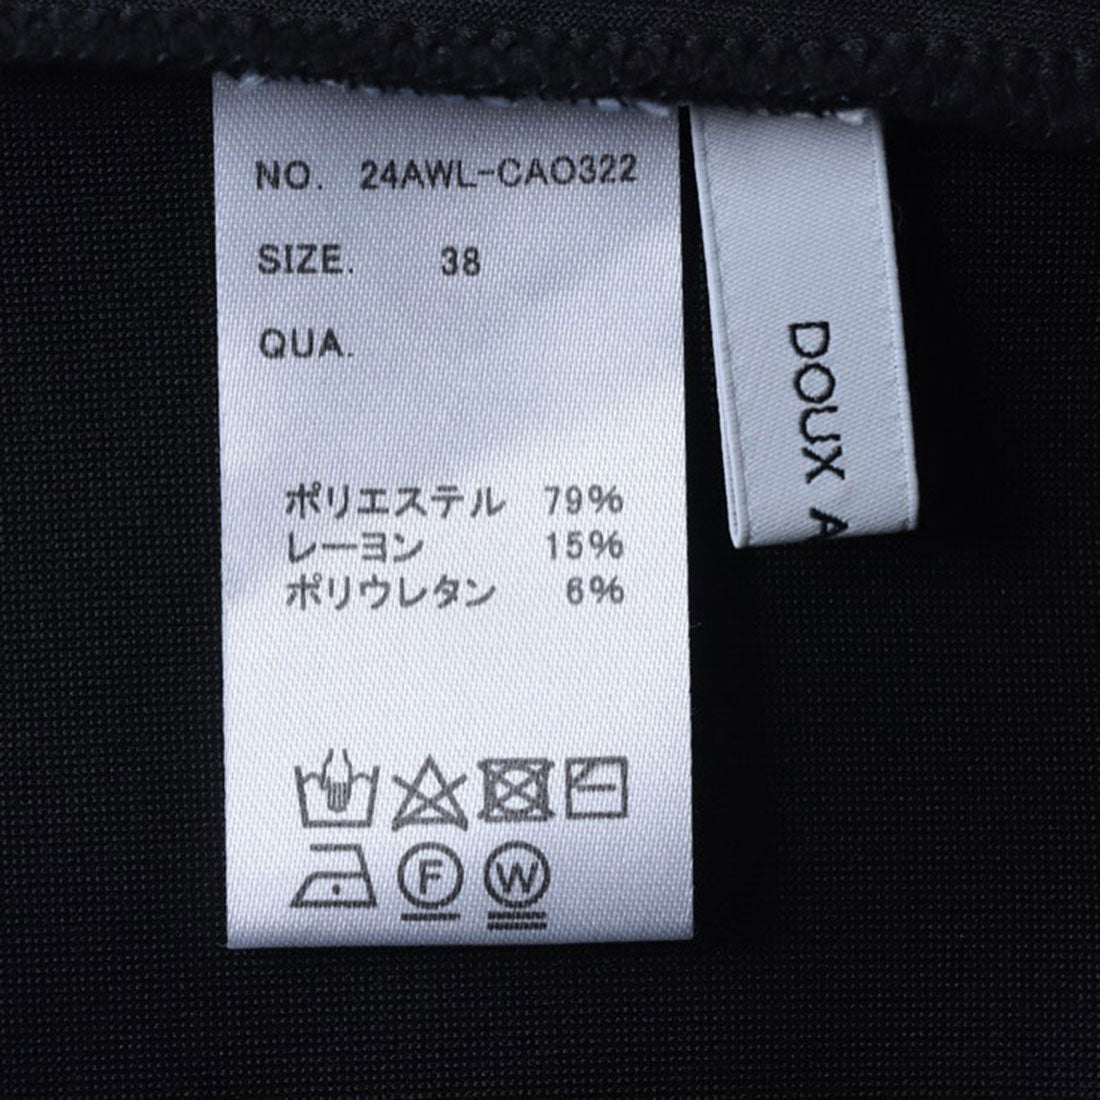 NO. 24AWL-CAO322
SIZE. 38
QUA.
ポリエステル 79%
レーヨン 15%
ポリウレタン 6%
F W
DOUX A